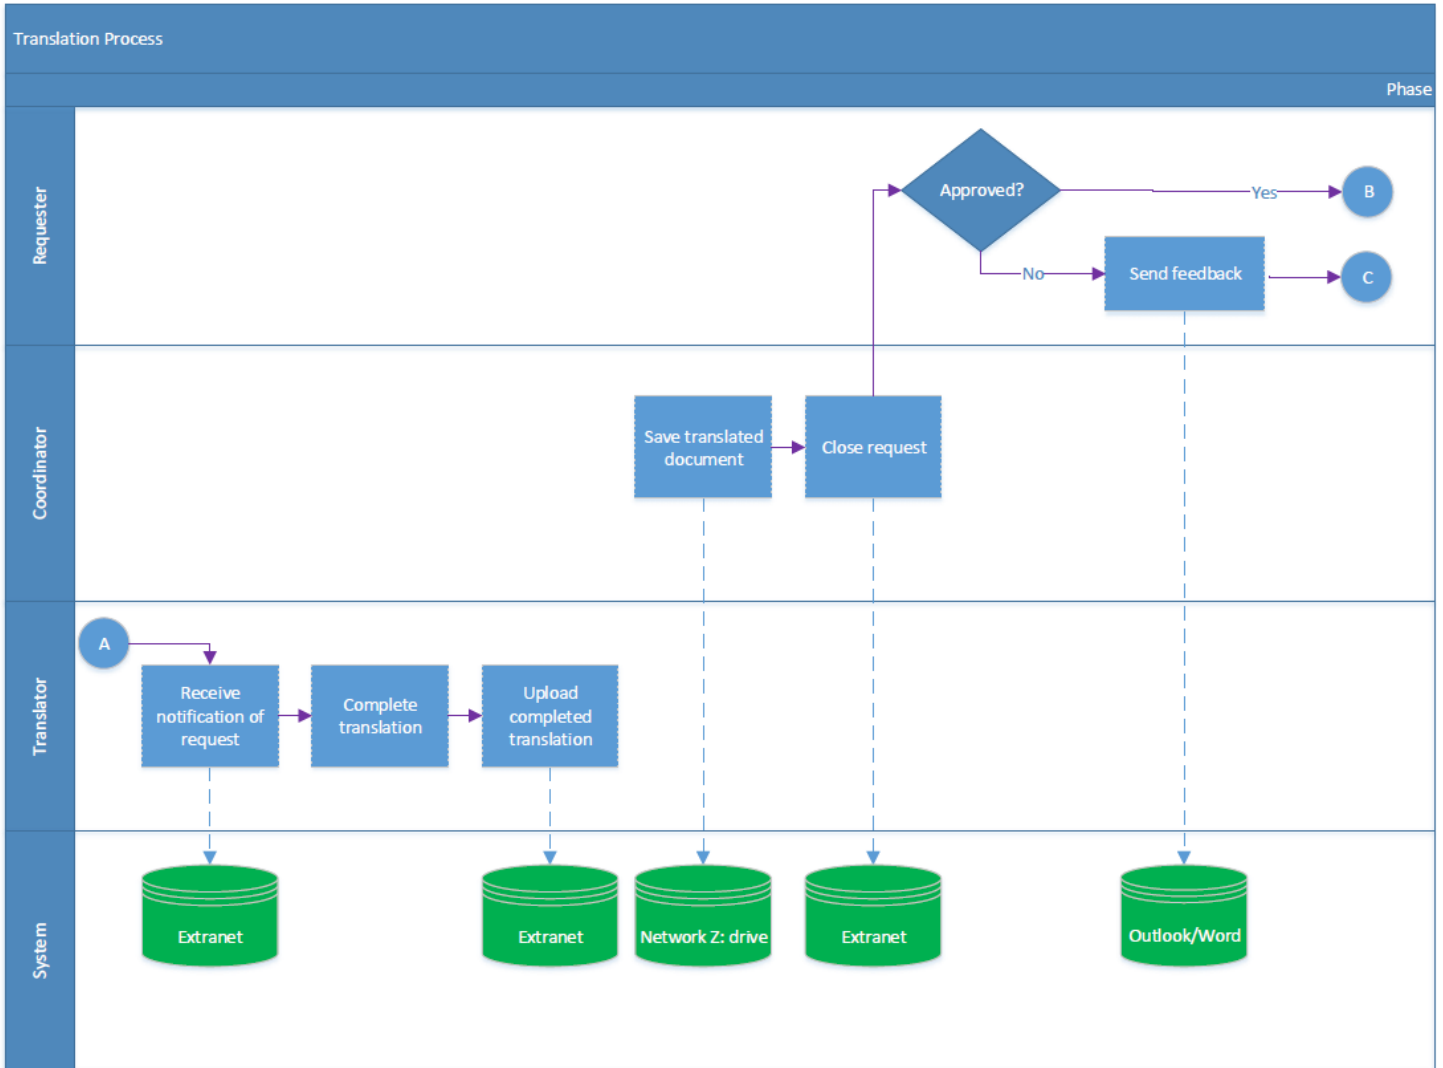 Translation Process
Phase
Requester
Approved?
Yes
B
No
Send feedback
C
Coordinator
Save translated
document
Close request
Translator
A
Receive
notification of
request
Complete
translation
Upload
completed
translation
System
Extranet
Extranet
Network Z: drive
Extranet
Outlook/Word